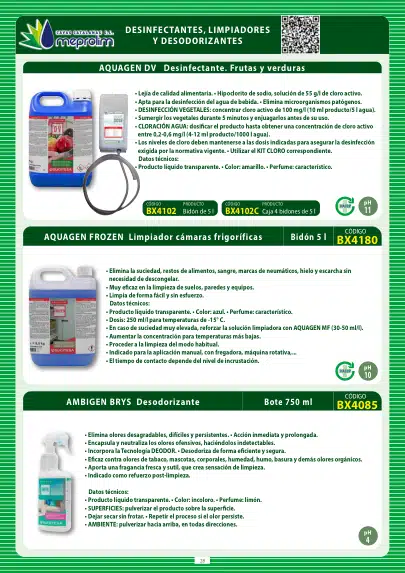 CAYPE CATALANAS S.L.
meprolim
DESINFECTANTES, LIMPIADORES
Y DESODORIZANTES
AQUAGEN DV Desinfectante. Frutas y verduras
• Lejía de calidad alimentaria. • Hipoclorito de sodio, solución de 55 g/l de cloro activo.
• Apta para la desinfección del agua de bebida. • Elimina microorganismos patógenos.
• DESINFECCIÓN VEGETALES: concentrar cloro activo de 100 mg/l (10 ml producto/5 l agua).
• Sumergir los vegetales durante 5 minutos y enjuagarlos antes de su uso.
• CLORACIÓN AGUA: dosificar el producto hasta obtener una concentración de cloro activo
entre 0,2-0,6 mg/l (4-12 ml producto/1000 l agua).
• Los niveles de cloro deben mantenerse a las dosis indicadas para asegurar la desinfección
exigida por la normativa vigente. • Utilizar el KIT CLORO correspondiente.
Datos técnicos:
• Producto líquido transparente. • Color: amarillo. • Perfume: característico.
CÓDIGO PRODUCTO
BX4102 Bidón de 5 l
CÓDIGO PRODUCTO
BX4102C Caja 4 bidones de 5 l
pH
11
AQUAGEN FROZEN Limpiador cámaras frigoríficas
Bidón 5 l
CÓDIGO
BX4180
• Elimina la suciedad, restos de alimentos, sangre, marcas de neumáticos, hielo y escarcha sin
necesidad de descongelar.
• Muy eficaz en la limpieza de suelos, paredes y equipos.
• Limpia de forma fácil y sin esfuerzo.
Datos técnicos:
• Producto líquido transparente. • Color: azul. • Perfume: característico.
• Dosis: 250 ml/l para temperaturas de -15° C.
• En caso de suciedad muy elevada, reforzar la solución limpiadora con AQUAGEN MF (30-50 ml/l).
• Aumentar la concentración para temperaturas más bajas.
• Proceder a la limpieza del modo habitual.
• Indicado para la aplicación manual, con fregadora, máquina rotativa,...
• El tiempo de contacto depende del nivel de incrustación.
pH
10
AMBIGEN BRYS Desodorizante
Bote 750 ml
CÓDIGO
BX4085
• Elimina olores desagradables, difíciles y persistentes. • Acción inmediata y prolongada.
• Encapsula y neutraliza los olores ofensivos, haciéndolos indetectables.
• Incorpora la Tecnología DEODOR. • Desodoriza de forma eficiente y segura.
• Eficaz contra olores de tabaco, mascotas, corporales, humedad, humo, basura y demás olores orgánicos.
• Aporta una fragancia fresca y sutil, que crea sensación de limpieza.
• Indicado como refuerzo post-limpieza.
Datos técnicos:
• Producto líquido transparente. • Color: incoloro. • Perfume: limón.
• SUPERFICIES: pulverizar el producto sobre la superficie.
• Dejar secar sin frotar. • Repetir el proceso si el olor persiste.
• AMBIENTE: pulverizar hacia arriba, en todas direcciones.
pH
4